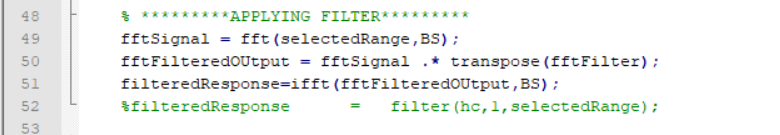 48 % *********APPLYING FILTER*********
49 fftSignal = fft(selectedRange,BS);
50 fftFilteredOUtput = fftSignal .* transpose(fftFilter);
51 filteredResponse=ifft(fftFilteredOUtput,BS);
52 %filteredResponse = filter(hc,1,selectedRange);
53